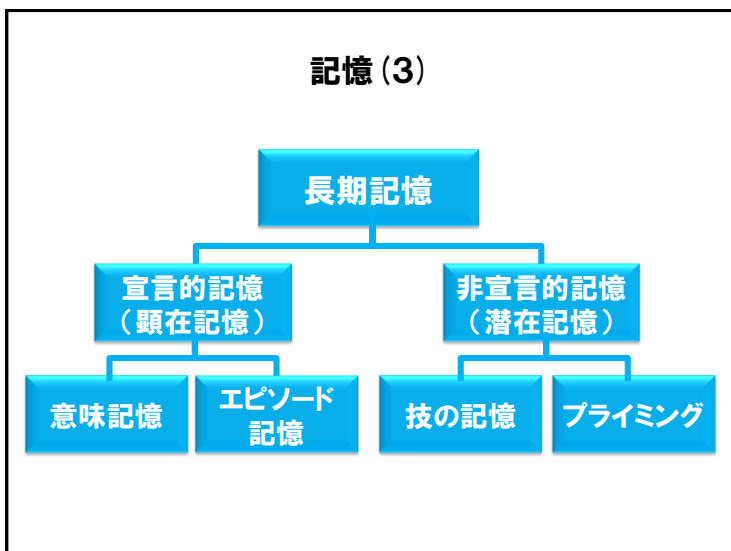 記憶（3）
長期記憶
宣言的記憶
（顕在記憶）
非宣言的記憶
（潜在記憶）
意味記憶
エピソード
記憶
技の記憶
プライミング